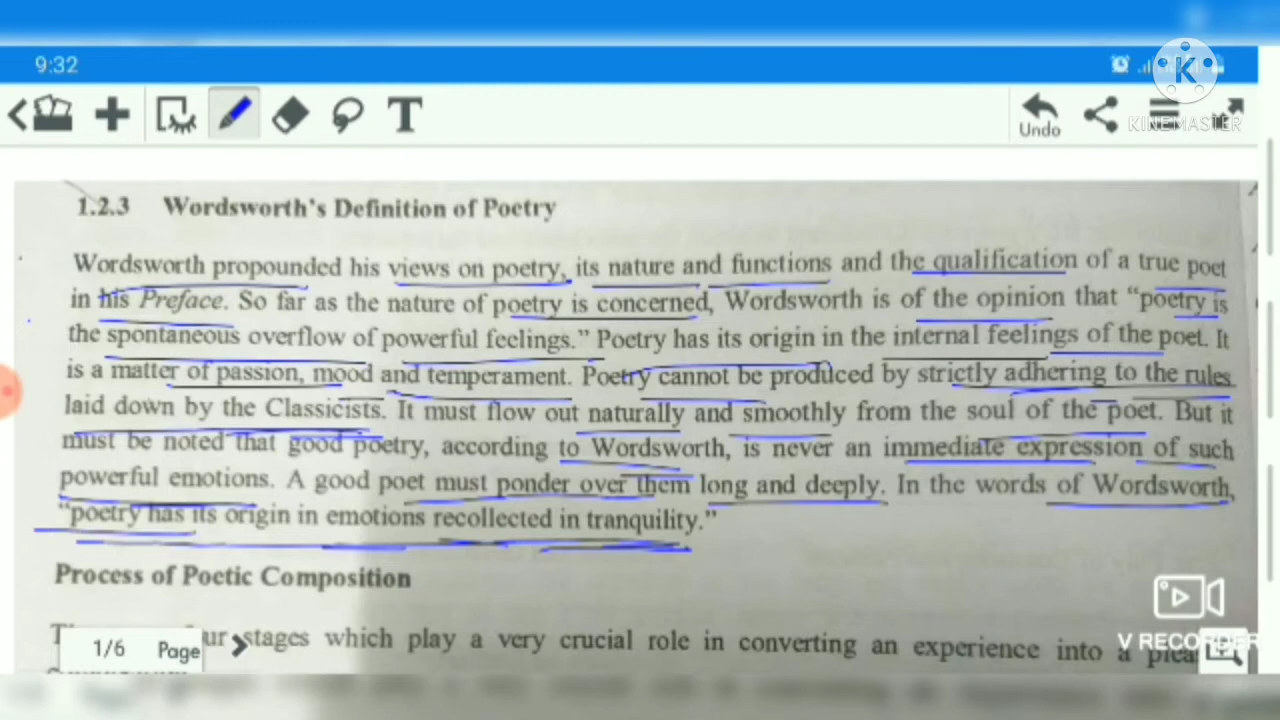 9:32
KINEMASTER
T
Undo
1.2.3 Wordsworth's Definition of Poetry
Wordsworth propounded his views on poetry, its nature and functions and the qualification of a true poet
in his Preface. So far as the nature of poetry is concerned, Wordsworth is of the opinion that "poetry is
the spontaneous overflow of powerful feelings." Poetry has its origin in the internal feelings of the poet. It
is a matter of passion, mood and temperament. Poetry cannot be produced by strictly adhering to the rules
laid down by the Classicists. It must flow out naturally and smoothly from the soul of the poet. But it
must be noted that good poetry, according to Wordsworth, is never an immediate expression of such
powerful emotions. A good poet must ponder over them long and deeply. In the words of Wordsworth,
"poetry has its origin in emotions recollected in tranquility."
Process of Poetic Composition
stages which play a very crucial role in converting an experience into a
1/6 Page
V RECORDER